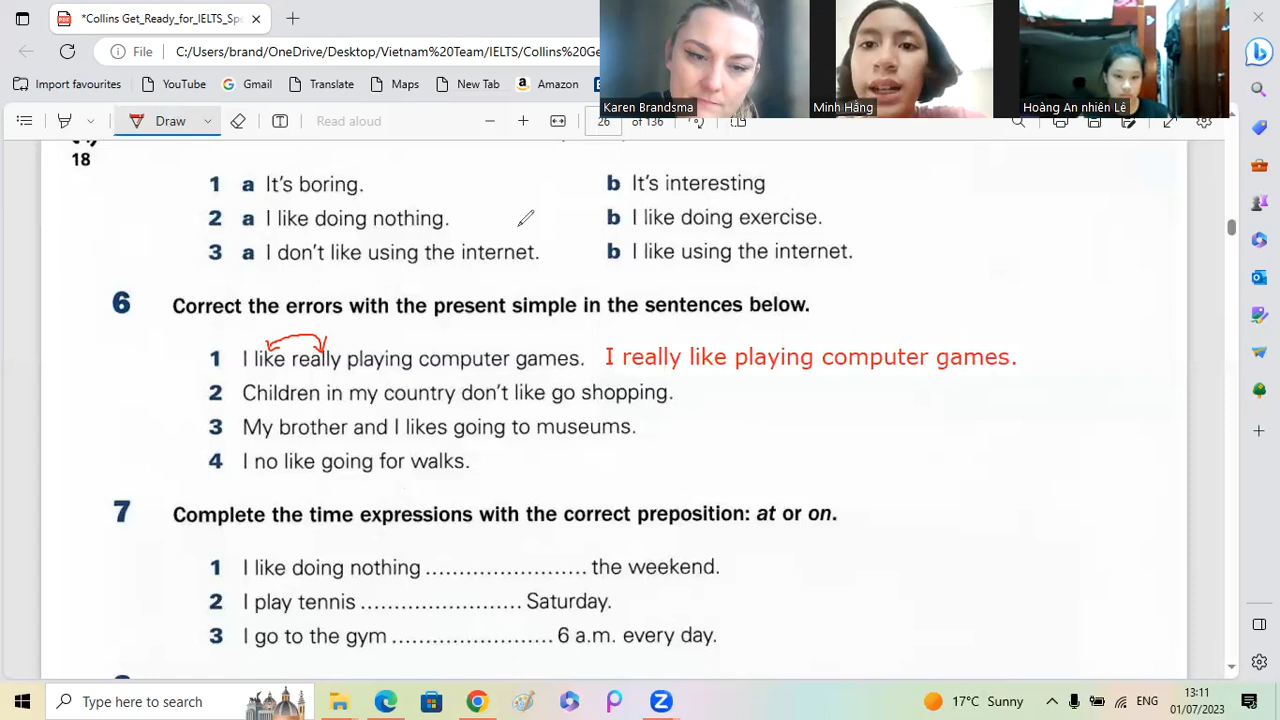 *Collins Get_Ready_for_IELTS_Spe
File C:/Users/brand/OneDrive/Desktop/Vietnam%20Team/IELTS/Collins%20Ge
Import favourites YouTube Gmail Translate Maps News Amazon
Karen Brandsma
Minh Hằng
Hoàng An nhiên Lê
Draw Read aloud 26 of 136
18
1 a It's boring. b It's interesting
2 a I like doing nothing. b I like doing exercise.
3 a I don't like using the internet. b I like using the internet.
6 Correct the errors with the present simple in the sentences below.
1 I like really playing computer games. I really like playing computer games.
2 Children in my country don't like go shopping.
3 My brother and I likes going to museums.
4 I no like going for walks.
7 Complete the time expressions with the correct preposition: at or on.
1 I like doing nothing ........................ the weekend.
2 I play tennis ........................ Saturday.
3 I go to the gym ........................ 6 a.m. every day.
Type here to search
17°C Sunny
ENG
13:11
01/07/2023